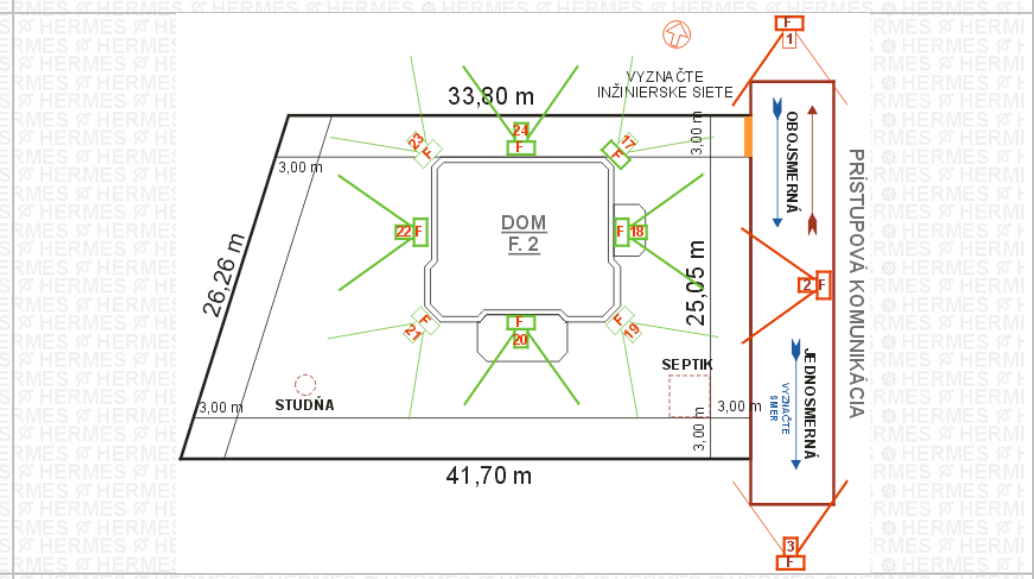 HERMES
F
1
VYZNAČTE
INŽINIERSKE SIETE
33,80 m
24
F
23
F
17
F
3,00 m
3,00 m
OBOJSMERNÁ
PRÍSTUPOVÁ KOMUNIKÁCIA
DOM
F. 2
22 F
F 18
26,26 m
25,05 m
2 F
F
21
F
20
F
19
SEPTIK
STUDŇA
3,00 m
3,00 m
3,00 m
JEDNOSMERNÁ
VYZNAČTE
SMER
41,70 m
3
F